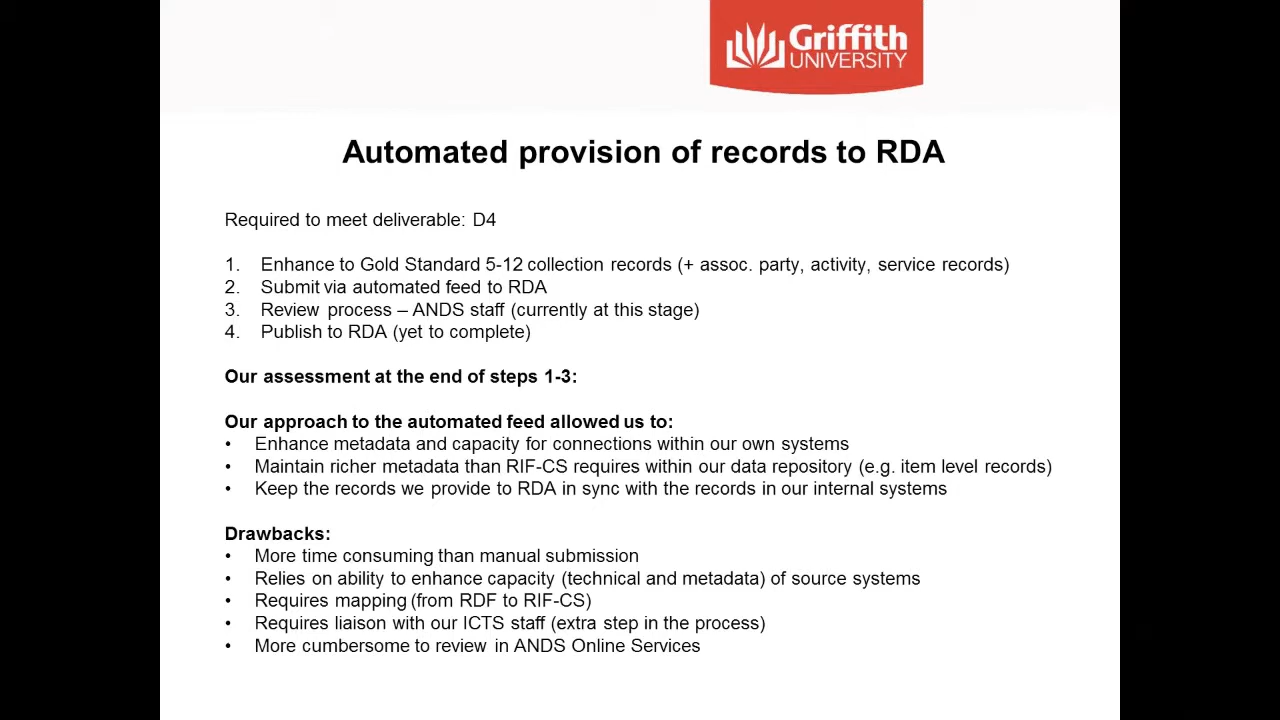 Griffith
UNIVERSITY
Automated provision of records to RDA
Required to meet deliverable: D4
1. Enhance to Gold Standard 5-12 collection records (+ assoc. party, activity, service records)
2. Submit via automated feed to RDA
3. Review process – ANDS staff (currently at this stage)
4. Publish to RDA (yet to complete)
Our assessment at the end of steps 1-3:
Our approach to the automated feed allowed us to:
• Enhance metadata and capacity for connections within our own systems
• Maintain richer metadata than RIF-CS requires within our data repository (e.g. item level records)
• Keep the records we provide to RDA in sync with the records in our internal systems
Drawbacks:
• More time consuming than manual submission
• Relies on ability to enhance capacity (technical and metadata) of source systems
• Requires mapping (from RDF to RIF-CS)
• Requires liaison with our ICTS staff (extra step in the process)
• More cumbersome to review in ANDS Online Services